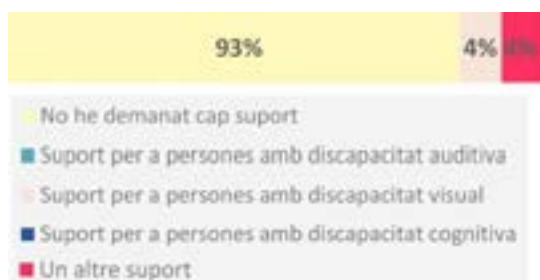 93% 4% 4%
No he demanat cap suport
Suport per a persones amb discapacitat auditiva
Suport per a persones amb discapacitat visual
Suport per a persones amb discapacitat cognitiva
Un altre suport